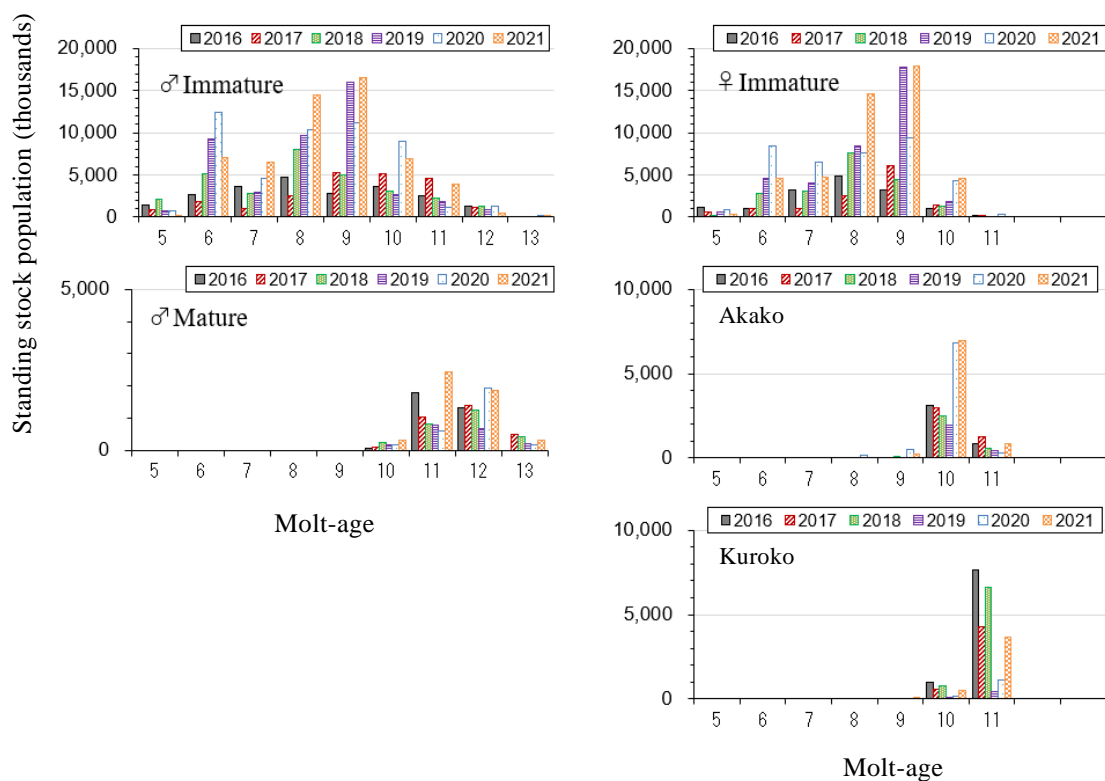 Standing stock population (thousands)
2016 2017 2018 2019 2020 2021
♂ Immature
20,000
15,000
10,000
5,000
0
5 6 7 8 9 10 11 12 13
2016 2017 2018 2019 2020 2021
♂ Mature
5,000
0
5 6 7 8 9 10 11 12 13
Molt-age
2016 2017 2018 2019 2020 2021
♀ Immature
20,000
15,000
10,000
5,000
0
5 6 7 8 9 10 11
2016 2017 2018 2019 2020 2021
Akako
10,000
5,000
0
5 6 7 8 9 10 11
2016 2017 2018 2019 2020 2021
Kuroko
10,000
5,000
0
5 6 7 8 9 10 11
Molt-age